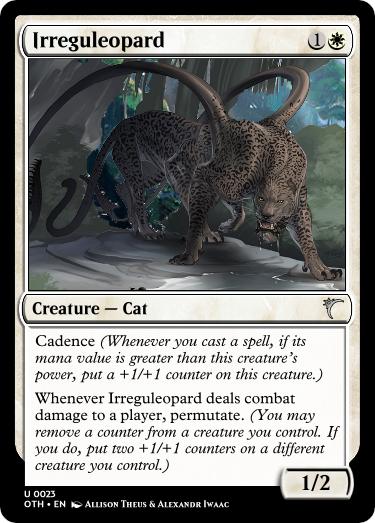 Irreguleopard 1
Creature — Cat
Cadence (Whenever you cast a spell, if its
mana value is greater than this creature's
power, put a +1/+1 counter on this creature.)
Whenever Irreguleopard deals combat
damage to a player, permutate. (You may
remove a counter from a creature you control. If
you do, put two +1/+1 counters on a different
creature you control.)
1/2
U 0023
OTH • EN Allison Theus & Alexandr Iwaac